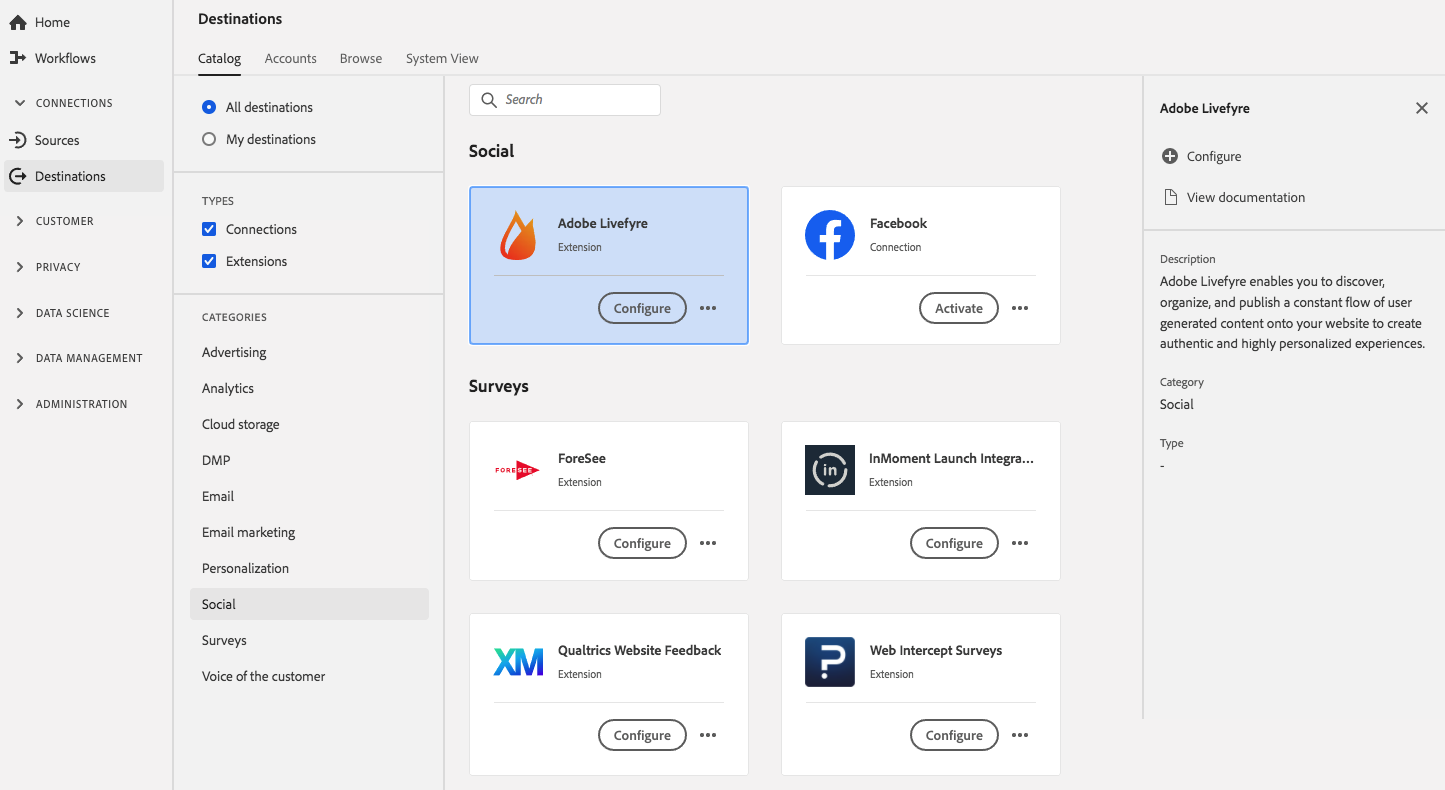 Home
Workflows
CONNECTIONS
Sources
Destinations
CUSTOMER
PRIVACY
DATA SCIENCE
DATA MANAGEMENT
ADMINISTRATION
Destinations
Catalog Accounts Browse System View
All destinations
My destinations
TYPES
Connections
Extensions
CATEGORIES
Advertising
Analytics
Cloud storage
DMP
Email
Email marketing
Personalization
Social
Surveys
Voice of the customer
Search
Social
Adobe Livefyre
Extension
Configure
Facebook
Connection
Activate
Surveys
FORESEE
ForeSee
Extension
Configure
in
InMoment Launch Integra...
Extension
Configure
XM
Qualtrics Website Feedback
Extension
Configure
?
Web Intercept Surveys
Extension
Configure
Adobe Livefyre
Configure
View documentation
Description
Adobe Livefyre enables you to discover,
organize, and publish a constant flow of user
generated content onto your website to create
authentic and highly personalized experiences.
Category
Social
Type
-